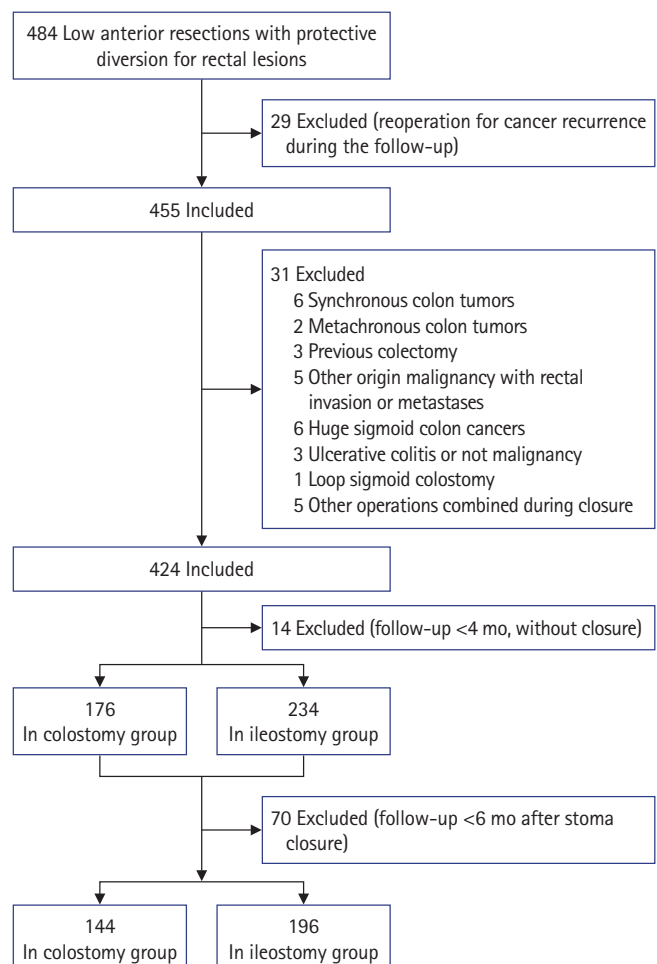 484 Low anterior resections with protective
diversion for rectal lesions
29 Excluded (reoperation for cancer recurrence
during the follow-up)
455 Included
31 Excluded
6 Synchronous colon tumors
2 Metachronous colon tumors
3 Previous colectomy
5 Other origin malignancy with rectal
invasion or metastases
6 Huge sigmoid colon cancers
3 Ulcerative colitis or not malignancy
1 Loop sigmoid colostomy
5 Other operations combined during closure
424 Included
14 Excluded (follow-up <4 mo, without closure)
176
In colostomy group
234
In ileostomy group
70 Excluded (follow-up <6 mo after stoma
closure)
144
In colostomy group
196
In ileostomy group